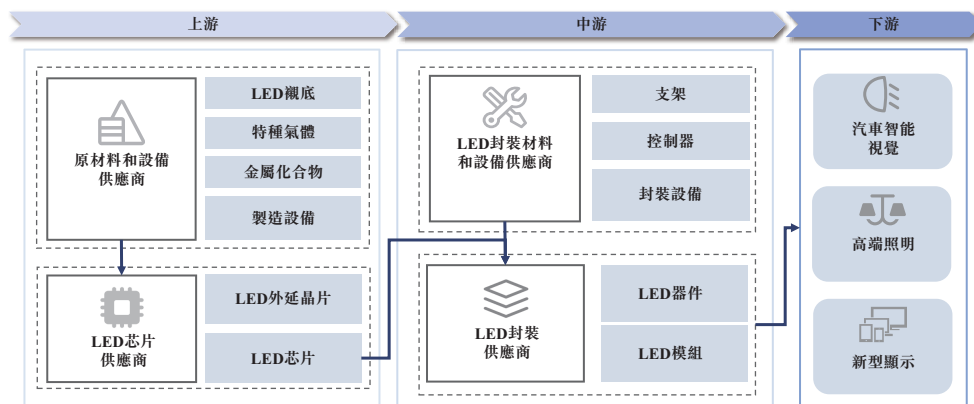 上游
中游
下游
原材料和設備
供應商
LED襯底
特種氣體
金屬化合物
製造設備
LED芯片
供應商
LED外延晶片
LED芯片
LED封裝材料
和設備供應商
支架
控制器
封裝設備
LED封裝
供應商
LED器件
LED模組
汽車智能
視覺
高端照明
新型顯示